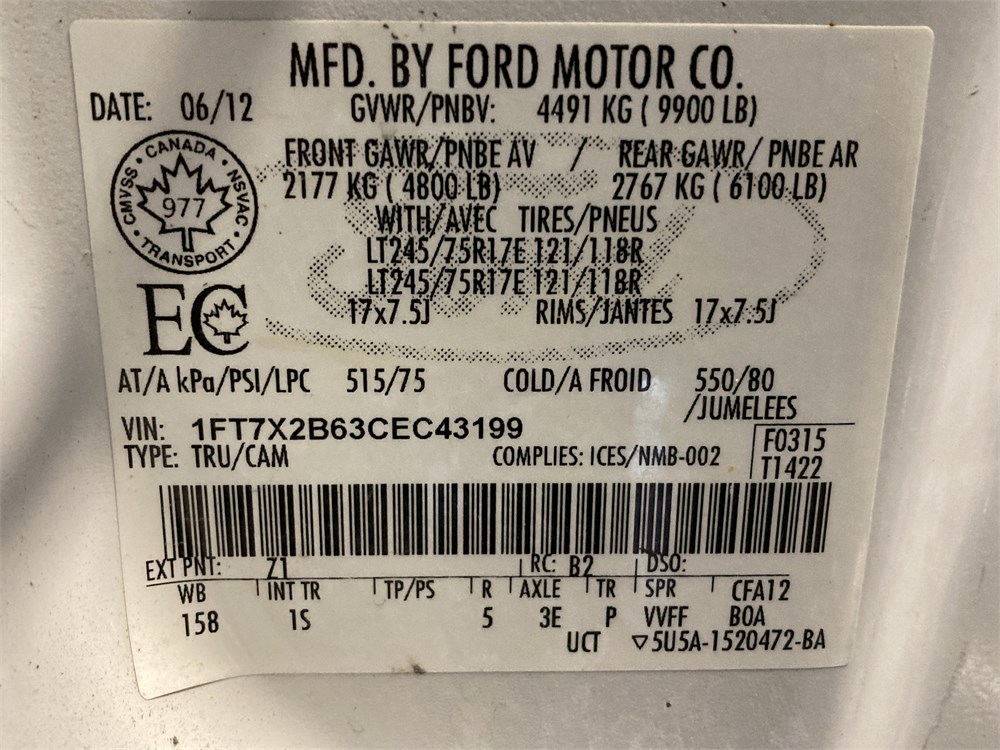 MFD. BY FORD MOTOR CO.
DATE: 06/12 GVWR/PNBV: 4491 KG ( 9900 LB)
FRONT GAWR/PNBE AV / REAR GAWR/ PNBE AR
2177 KG ( 4800 LB) 2767 KG ( 6100 LB)
WITH/AVEC TIRES/PNEUS
LT245/75R17E 121/118R
LT245/75R17E 121/118R
17x7.5J RIMS/JANTES 17x7.5J
CANADA
CMVSS 977 NSVAC
TRANSPORT
EC
AT/A kPa/PSI/LPC 515/75 COLD/A FROID 550/80
/JUMELEES
VIN: 1FT7X2B63CEC43199 F0315
TYPE: TRU/CAM COMPLIES: ICES/NMB-002 T1422
EXT PNT: Z1 RC: B2 DSO:
WB INT TR TP/PS R AXLE TR SPR CFA12
158 1S 5 3E P VVFF BOA
UCT ▽5U5A-1520472-BA